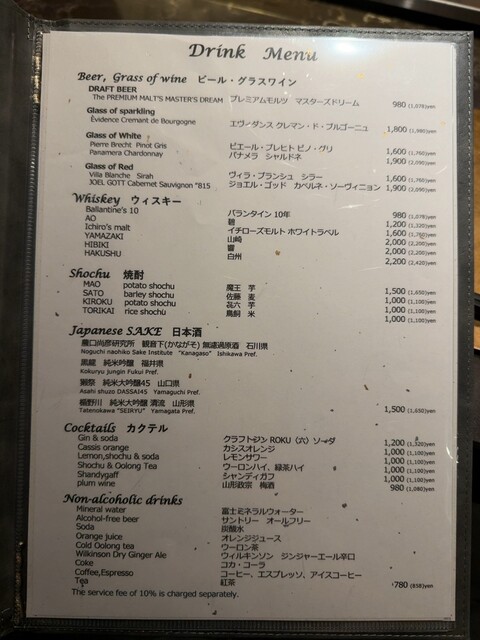 Drink Menu
Beer, Grass of wine ビール・グラスワイン
DRAFT BEER
The PREMIUM MALT'S MASTER'S DREAM プレミアムモルツ マスターズドリーム 980 (1,078)yen
Glass of sparkling
Evidence Cremant de Bourgogne エヴィダンス クレマン・ド・ブルゴーニュ 1,800 (1,980)yen
Glass of White
Pierre Brecht Pinot Gris ピエール・ブレヒト ピノ・グリ 1,600 (1,760)yen
Panamera Chardonnay パナメラ シャルドネ 1,900 (2,090)yen
Glass of Red
Villa Blanche Sirah ヴィラ・ブランシュ シラー 1,600 (1,760)yen
JOEL GOTT Cabernet Sauvignon "815 ジョエル・ゴッド カベルネ・ソーヴィニョン 1,900 (2,090)yen
Whiskey ウィスキー
Ballantine's 10 バランタイン 10年 980 (1,078)yen
AO 碧 1,200 (1,320)yen
Ichiro's malt イチローズモルト ホワイトラベル 1,600 (1,760)yen
YAMAZAKI 山崎 2,000 (2,200)yen
HIBIKI 響 2,000 (2,200)yen
HAKUSHU 白州 2,200 (2,420)yen
Shochu 焼酎
MAO potato shochu 魔王 芋 1,500 (1,650)yen
SATO barley shochu 佐藤 麦 1,000 (1,100)yen
KIROKU potato shochu 㐂六 芋 1,000 (1,100)yen
TORIKAI rice shochu 鳥飼 米 1,000 (1,100)yen
Japanese SAKE 日本酒
農口尚彦研究所 観音下(かながそ) 無濾過原酒 石川県
Noguchi naohiko Sake Institute "Kanagaso" Ishikawa Pref.
黒龍 純米吟醸 福井県
Kokuryu jungin Fukui Pref.
獺祭 純米大吟醸45 山口県
Asahi shuzo DASSAI45 Yamaguchi Pref.
楯野川 純米大吟醸 清流 山形県
Tatenokawa "SEIRYU" Yamagata Pref. 1,500 (1,650)yen
Cocktails カクテル
Gin & soda クラフトジン ROKU（六）ソーダ 1,200 (1,320)yen
Cassis orange カシスオレンジ 1,000 (1,100)yen
Lemon,shochu & soda レモンサワー 1,000 (1,100)yen
Shochu & Oolong Tea ウーロンハイ、緑茶ハイ 1,000 (1,100)yen
Shandygaff シャンディガフ 1,000 (1,100)yen
plum wine 山形政宗 梅酒 980 (1,080)yen
Non-alcoholic drinks
Mineral water 富士ミネラルウォーター
Alcohol-free beer サントリー オールフリー
Soda 炭酸水
Orange juice オレンジジュース
Cold Oolong tea ウーロン茶
Wilkinson Dry Ginger Ale ウィルキンソン ジンジャーエール辛口
Coke コカ・コーラ
Coffee,Espresso コーヒー、エスプレッソ、アイスコーヒー
Tea 紅茶 780 (858)yen
The service fee of 10% is charged separately.